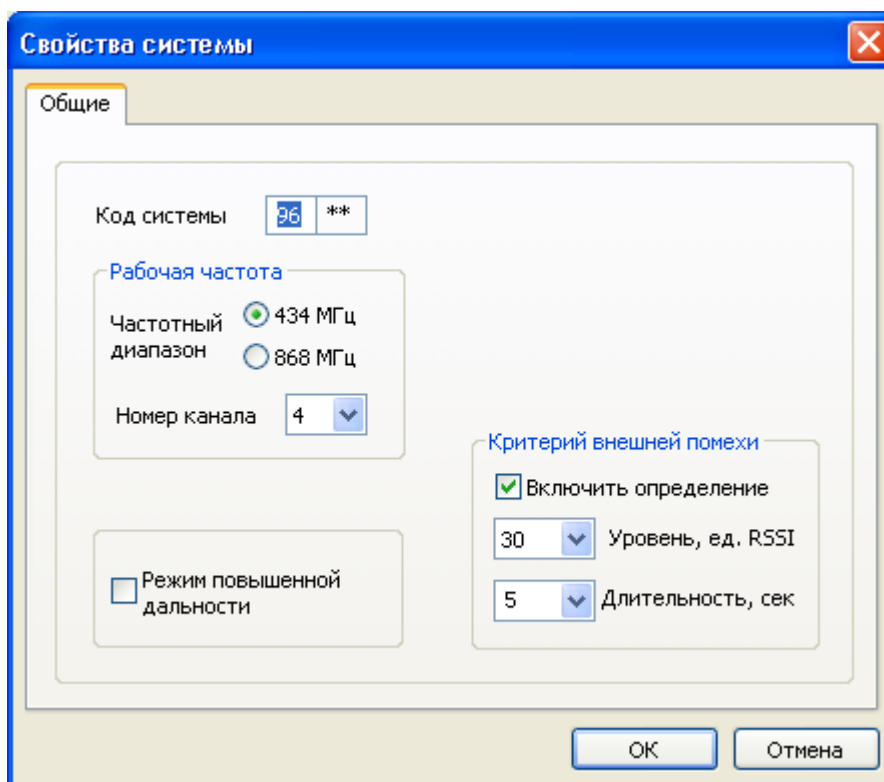 Свойства системы
Общие
Код системы 96 **
Рабочая частота
Частотный диапазон
434 МГц
868 МГц
Номер канала 4
Критерий внешней помехи
Включить определение
30 Уровень, ед. RSSI
5 Длительность, сек
Режим повышенной
дальности
ОК
Отмена